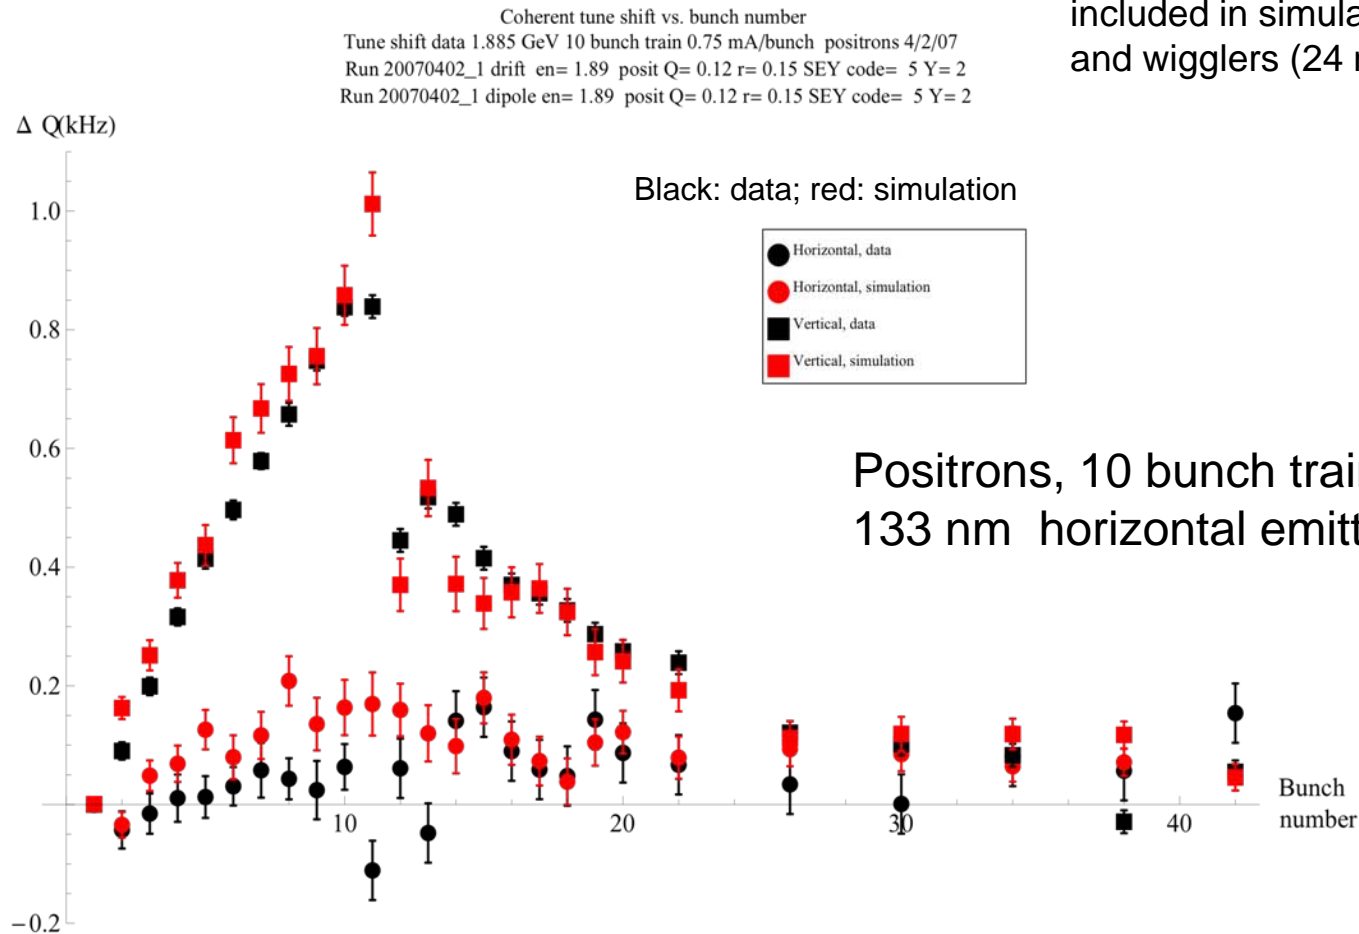 included in simula
and wigglers (24 r
Coherent tune shift vs. bunch number
Tune shift data 1.885 GeV 10 bunch train 0.75 mA/bunch positrons 4/2/07
Run 20070402_1 drift en= 1.89 posit Q= 0.12 r= 0.15 SEY code= 5 Y= 2
Run 20070402_1 dipole en= 1.89 posit Q= 0.12 r= 0.15 SEY code= 5 Y= 2
Δ Q(kHz)
Black: data; red: simulation
Horizontal, data
Horizontal, simulation
Vertical, data
Vertical, simulation
Positrons, 10 bunch train
133 nm horizontal emitt
1.0
0.8
0.6
0.4
0.2
−0.2
10
20
30
40
Bunch
number